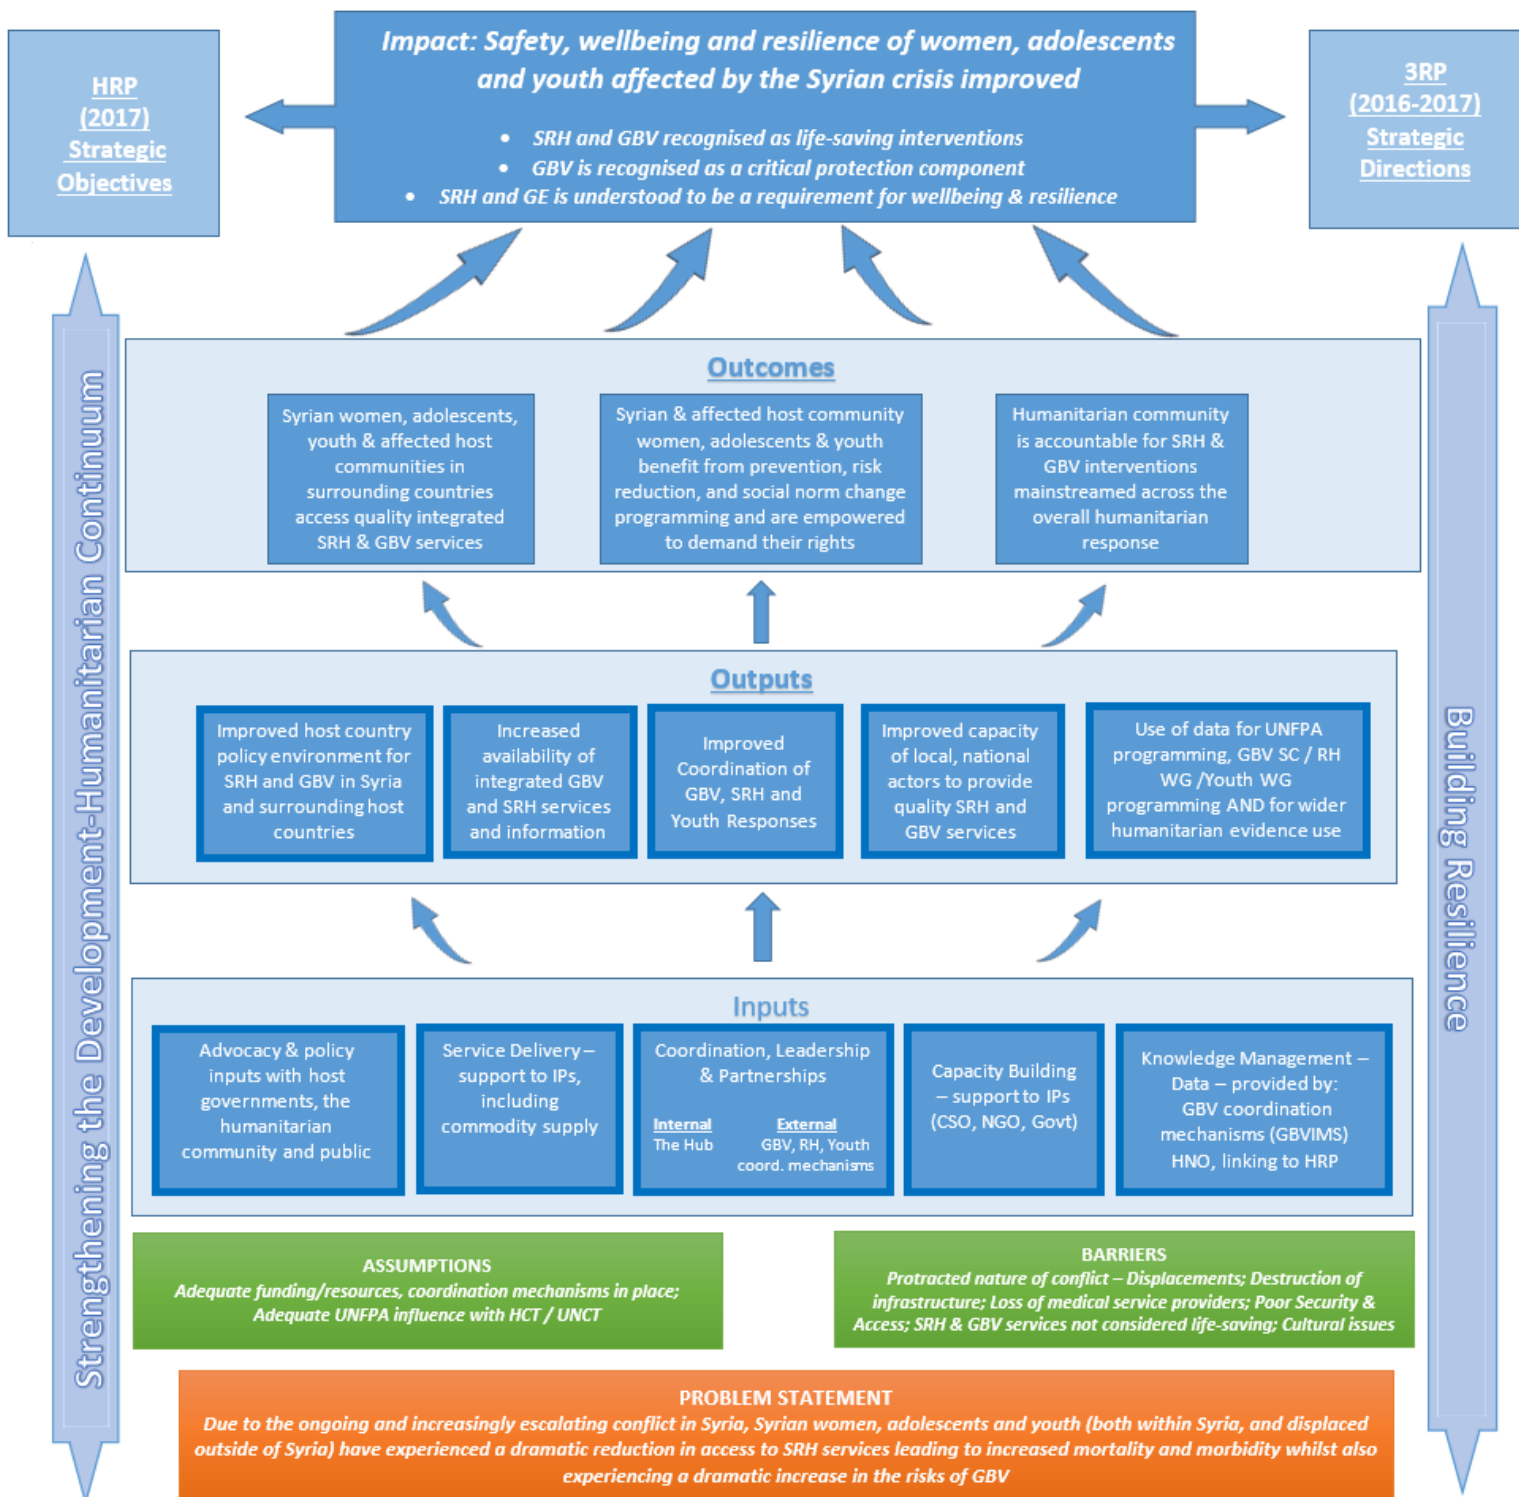 Impact: Safety, wellbeing and resilience of women, adolescents
and youth affected by the Syrian crisis improved
• SRH and GBV recognised as life-saving interventions
• GBV is recognised as a critical protection component
• SRH and GE is understood to be a requirement for wellbeing & resilience
HRP
(2017)
Strategic
Objectives
3RP
(2016-2017)
Strategic
Directions
Strengthening the Development-Humanitarian Continuum
Building Resilience
Outcomes
Syrian women, adolescents,
youth & affected host
communities in
surrounding countries
access quality integrated
SRH & GBV services
Syrian & affected host community
women, adolescents & youth
benefit from prevention, risk
reduction, and social norm change
programming and are empowered
to demand their rights
Humanitarian community
is accountable for SRH &
GBV interventions
mainstreamed across the
overall humanitarian
response
Outputs
Improved host country
policy environment for
SRH and GBV in Syria
and surrounding host
countries
Increased
availability of
integrated GBV
and SRH services
and information
Improved
Coordination of
GBV, SRH and
Youth Responses
Improved capacity
of local, national
actors to provide
quality SRH and
GBV services
Use of data for UNFPA
programming, GBV SC / RH
WG /Youth WG
programming AND for wider
humanitarian evidence use
Inputs
Advocacy & policy
inputs with host
governments, the
humanitarian
community and public
Service Delivery –
support to IPs,
including
commodity supply
Coordination, Leadership
& Partnerships
Internal
The Hub
External
GBV, RH, Youth
coord. mechanisms
Capacity Building
– support to IPs
(CSO, NGO, Govt)
Knowledge Management –
Data – provided by:
GBV coordination
mechanisms (GBVIMS)
HNO, linking to HRP
ASSUMPTIONS
Adequate funding/resources, coordination mechanisms in place;
Adequate UNFPA influence with HCT / UNCT
BARRIERS
Protracted nature of conflict – Displacements; Destruction of
infrastructure; Loss of medical service providers; Poor Security &
Access; SRH & GBV services not considered life-saving; Cultural issues
PROBLEM STATEMENT
Due to the ongoing and increasingly escalating conflict in Syria, Syrian women, adolescents and youth (both within Syria, and displaced
outside of Syria) have experienced a dramatic reduction in access to SRH services leading to increased mortality and morbidity whilst also
experiencing a dramatic increase in the risks of GBV